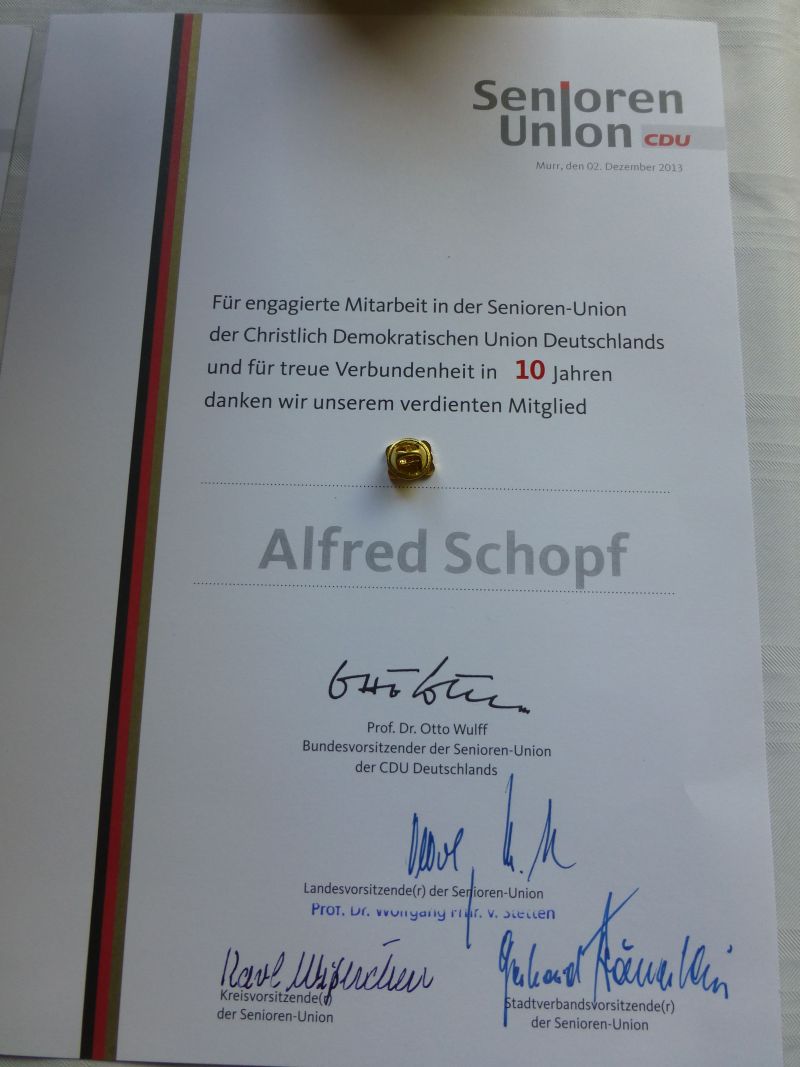 Senioren
Union CDU
Murr, den 02. Dezember 2013
Für engagierte Mitarbeit in der Senioren-Union
der Christlich Demokratischen Union Deutschlands
und für treue Verbundenheit in 10 Jahren
danken wir unserem verdienten Mitglied
Alfred Schopf
Prof. Dr. Otto Wulff
Bundesvorsitzender der Senioren-Union
der CDU Deutschlands
Landesvorsitzende(r) der Senioren-Union
Prof. Dr. Wolfgang Frhr. v. Stetten
Kreisvorsitzende(r)
der Senioren-Union
Stadtverbandsvorsitzende(r)
der Senioren-Union